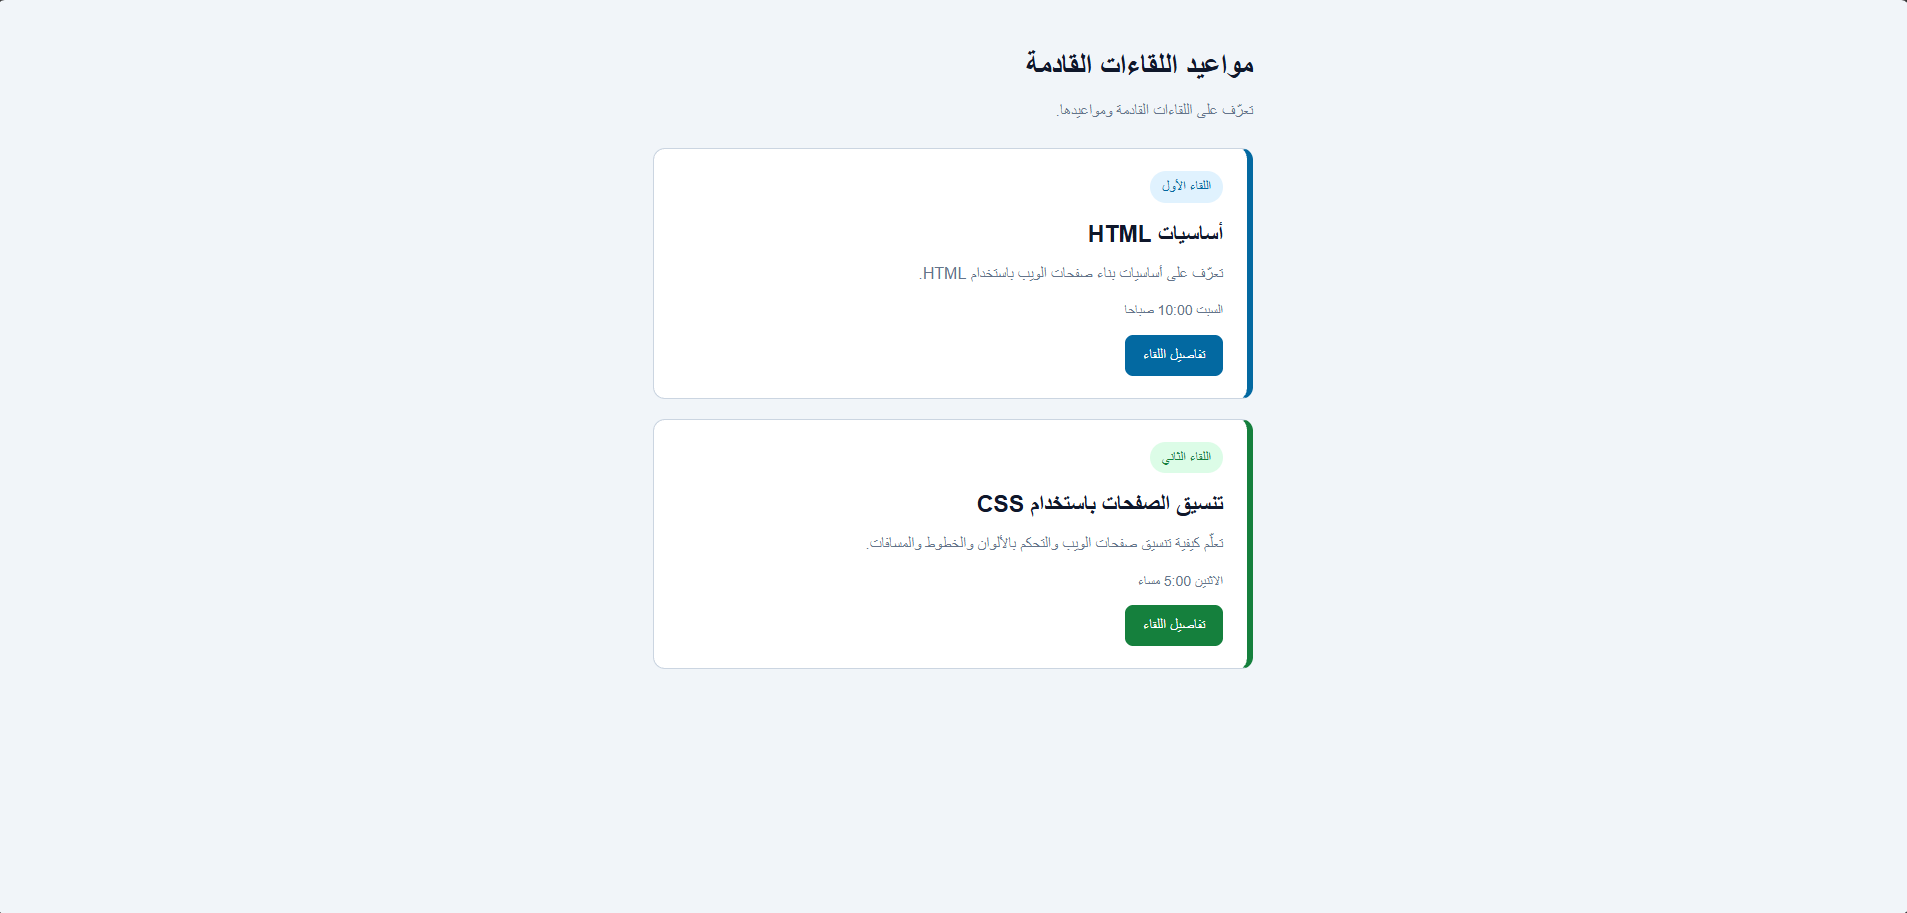 مواعيد اللقاءات القادمة
تعرّف على اللقاءات القادمة ومواعيدها.
اللقاء الأول
أساسيات HTML
تعرّف على أساسيات بناء صفحات الويب باستخدام HTML.
السبت 10:00 صباحا
تفاصيل اللقاء
اللقاء الثاني
تنسيق الصفحات باستخدام CSS
تعلّم كيفية تنسيق صفحات الويب والتحكم بالألوان والخطوط والمسافات.
الاثنين 5:00 مساء
تفاصيل اللقاء